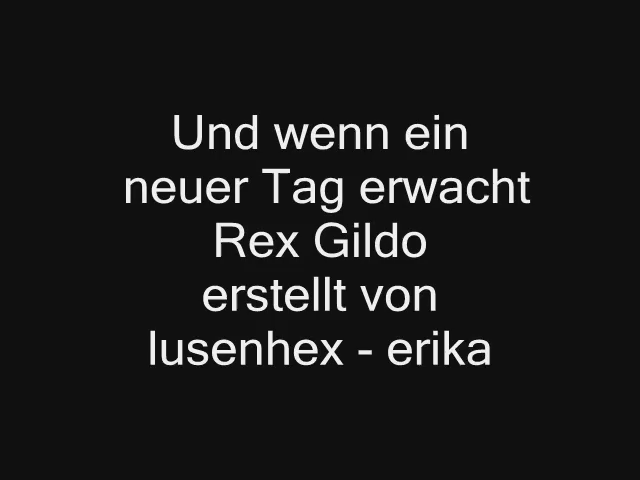 Und wenn ein
neuer Tag erwacht
Rex Gildo
erstellt von
lusenhex - erika